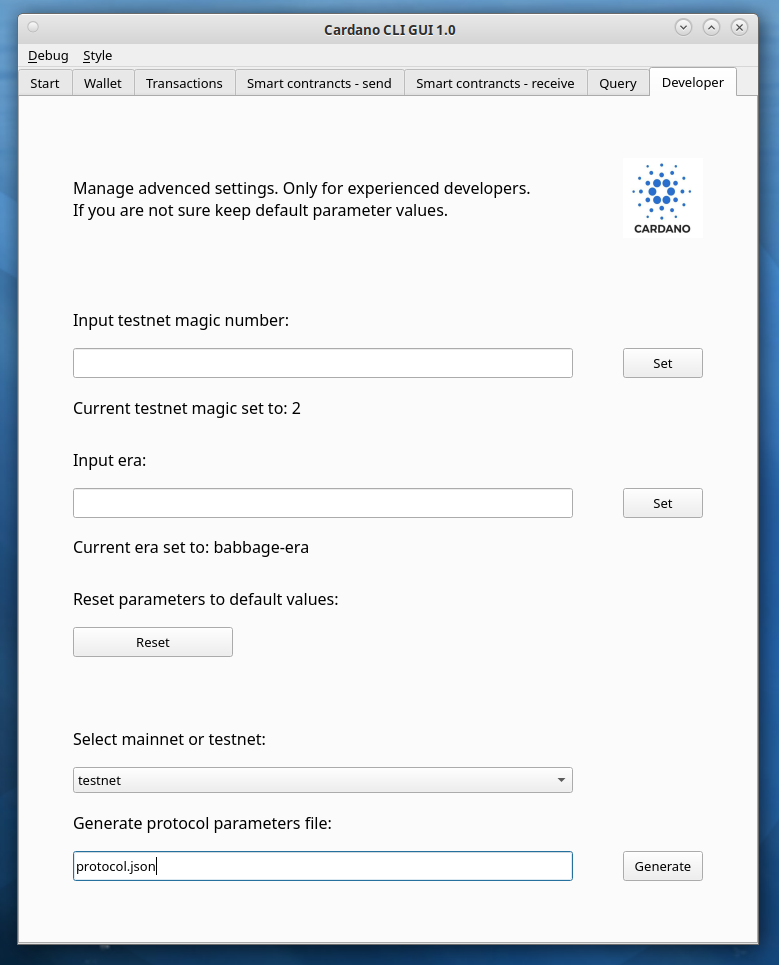 Cardano CLI GUI 1.0
Debug Style
Start Wallet Transactions Smart contrancts - send Smart contrancts - receive Query Developer
Manage advenced settings. Only for experienced developers.
If you are not sure keep default parameter values.
CARDANO
Input testnet magic number:
Set
Current testnet magic set to: 2
Input era:
Set
Current era set to: babbage-era
Reset parameters to default values:
Reset
Select mainnet or testnet:
testnet
Generate protocol parameters file:
protocol.json Generate